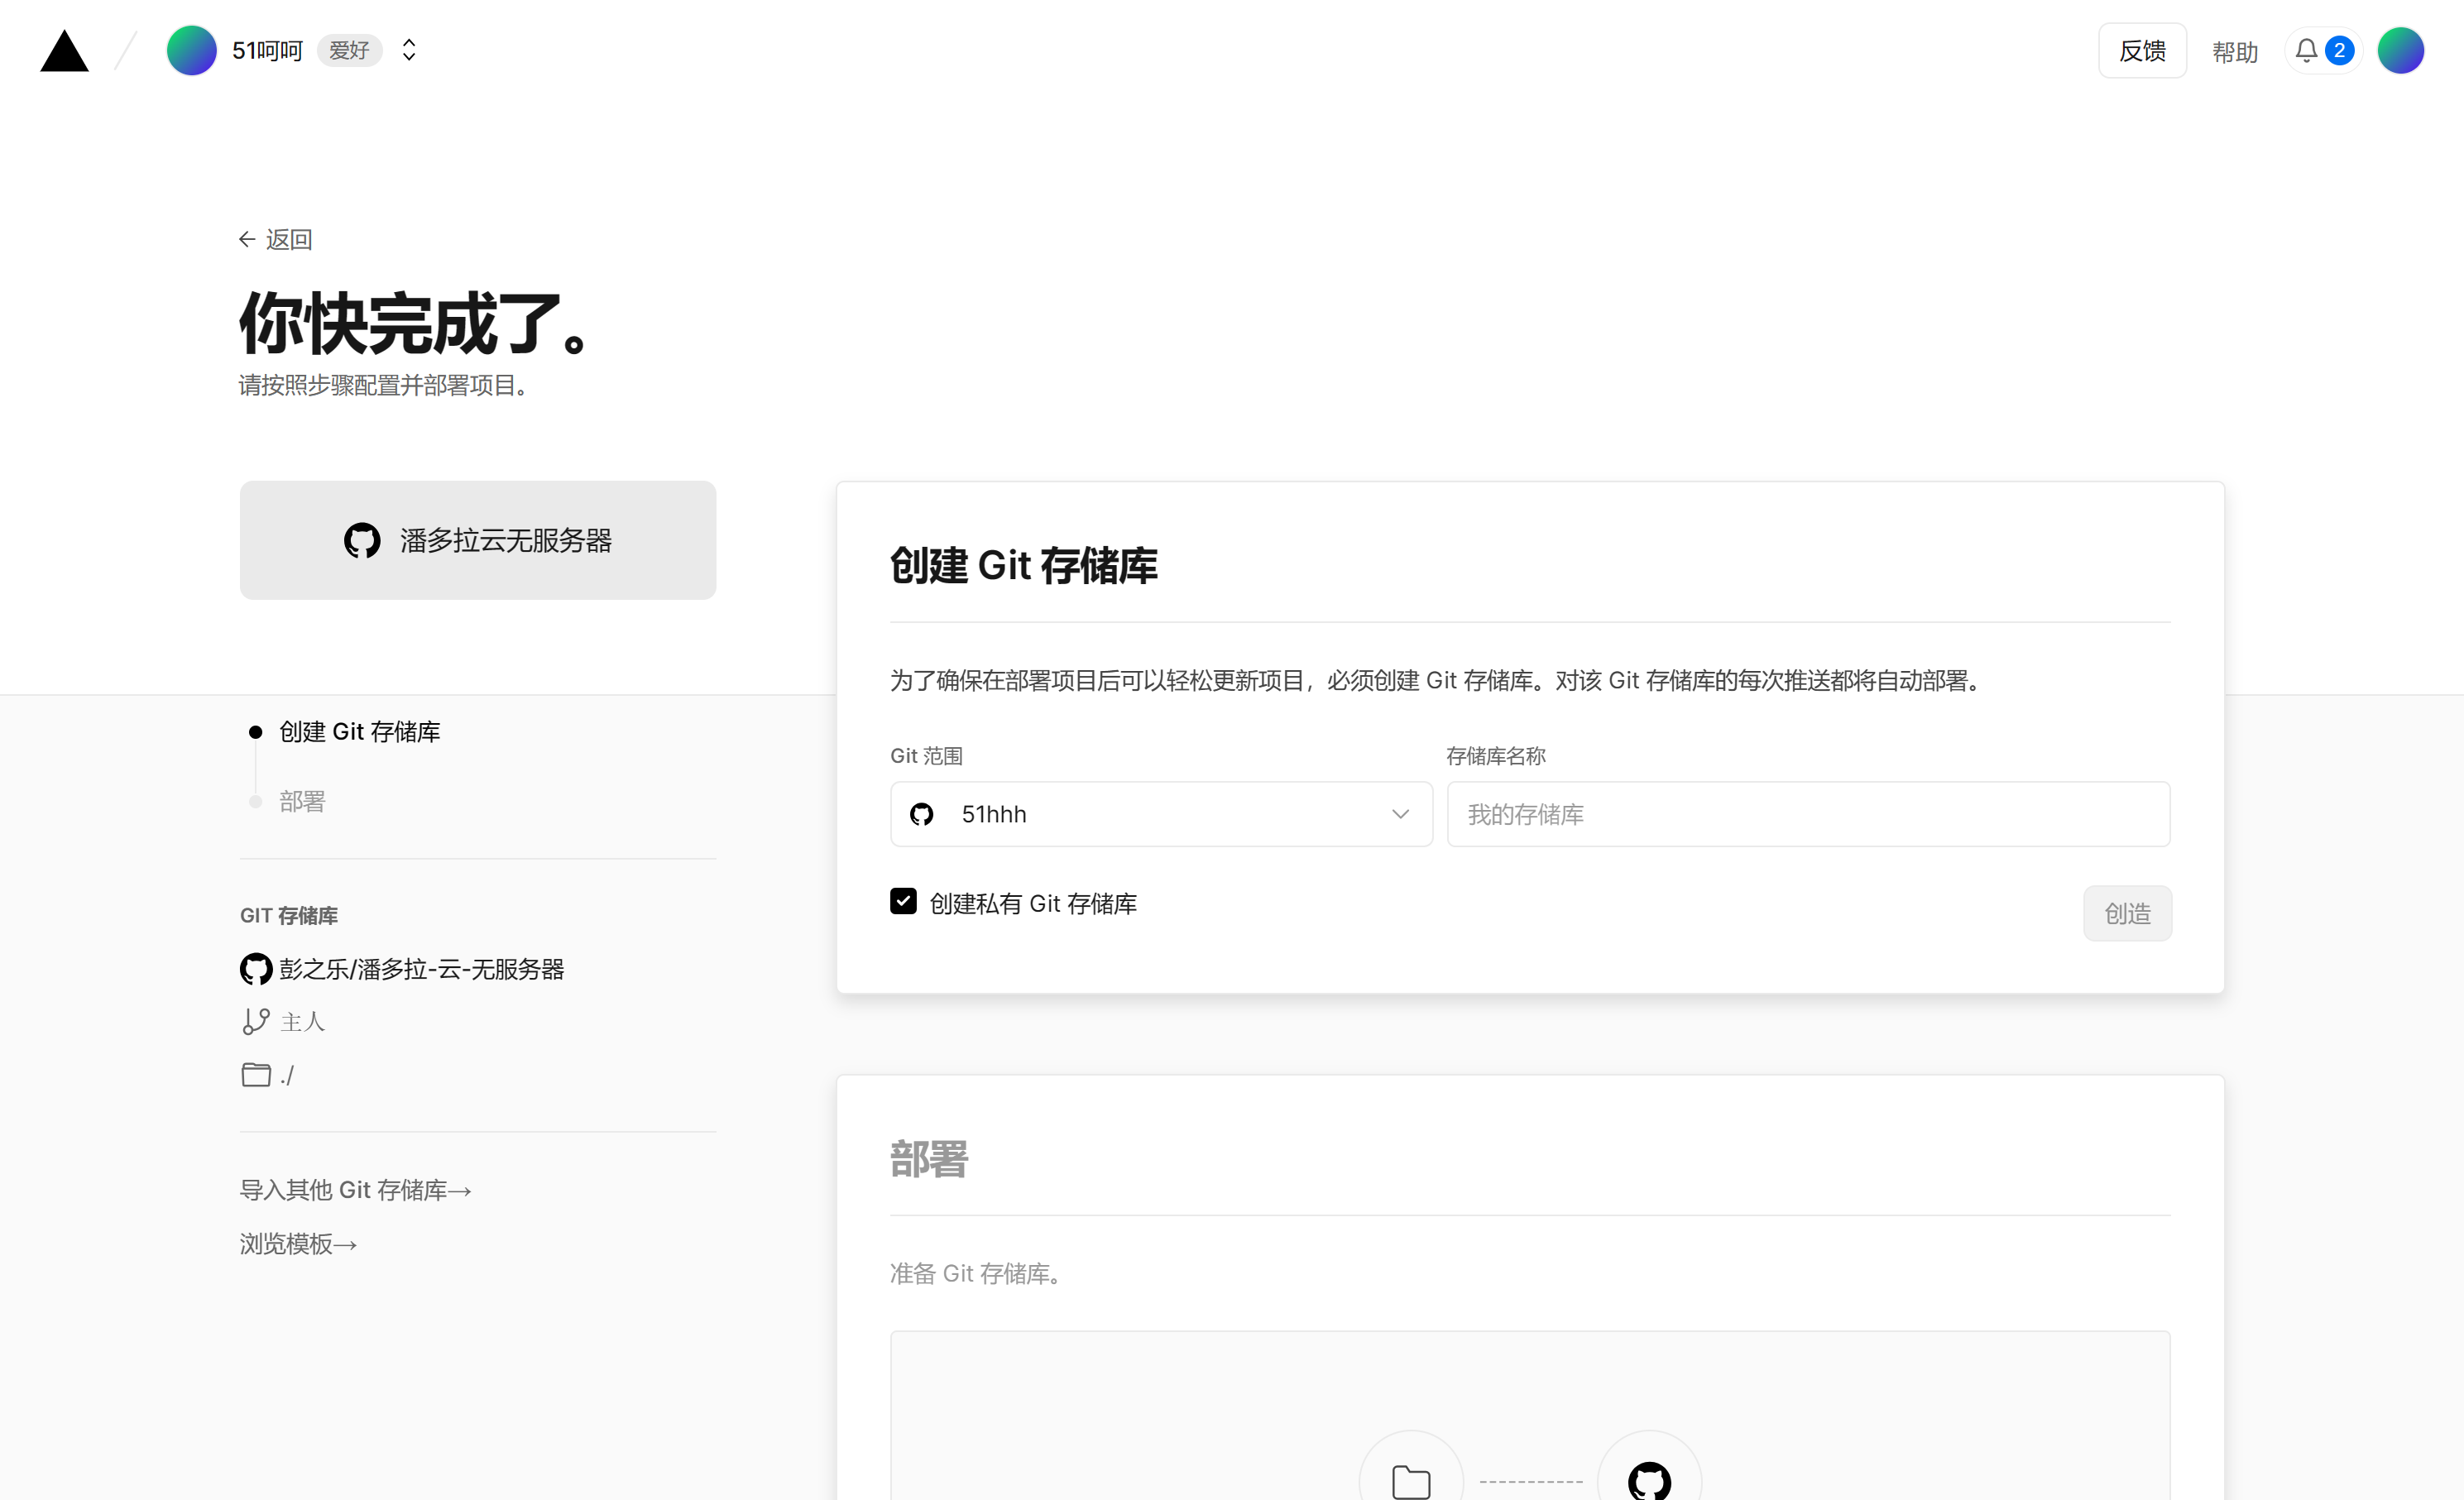 51呵呵 爱好
反馈 帮助 2
返回
你快完成了。
请按照步骤配置并部署项目。
潘多拉云无服务器
创建 Git 存储库
部署
GIT 存储库
彭之乐/潘多拉-云-无服务器
主人
./
导入其他 Git 存储库→
浏览模板→
创建 Git 存储库
为了确保在部署项目后可以轻松更新项目，必须创建 Git 存储库。对该 Git 存储库的每次推送都将自动部署。
Git 范围 存储库名称
51hhh 我的存储库
创建私有 Git 存储库 创造
部署
准备 Git 存储库。